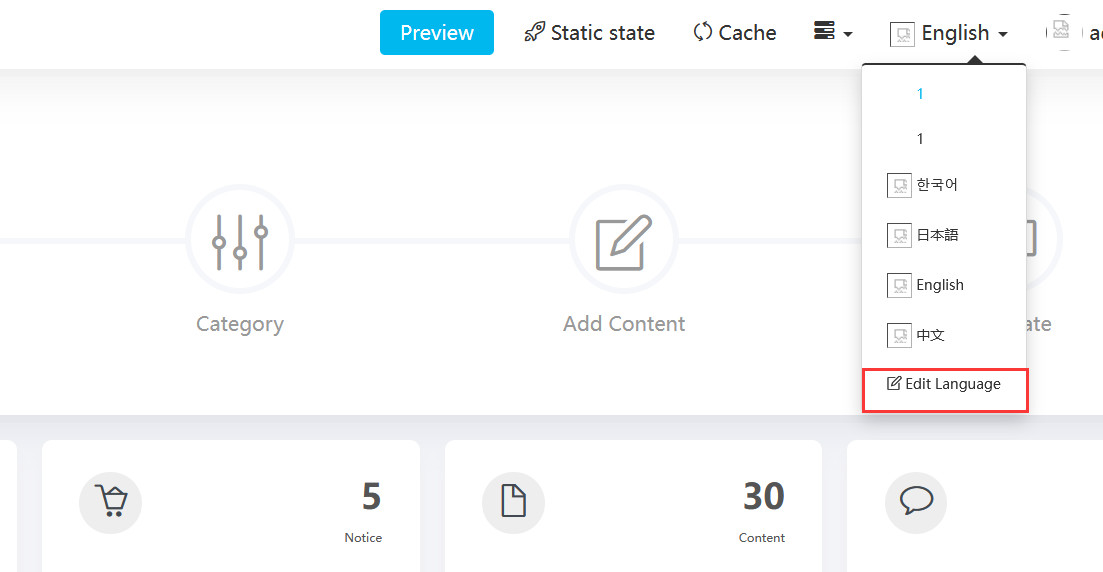 Preview
Static state
Cache
English
1
1
한국어
日本語
English
中文
Edit Language
Category
Add Content
5
Notice
30
Content